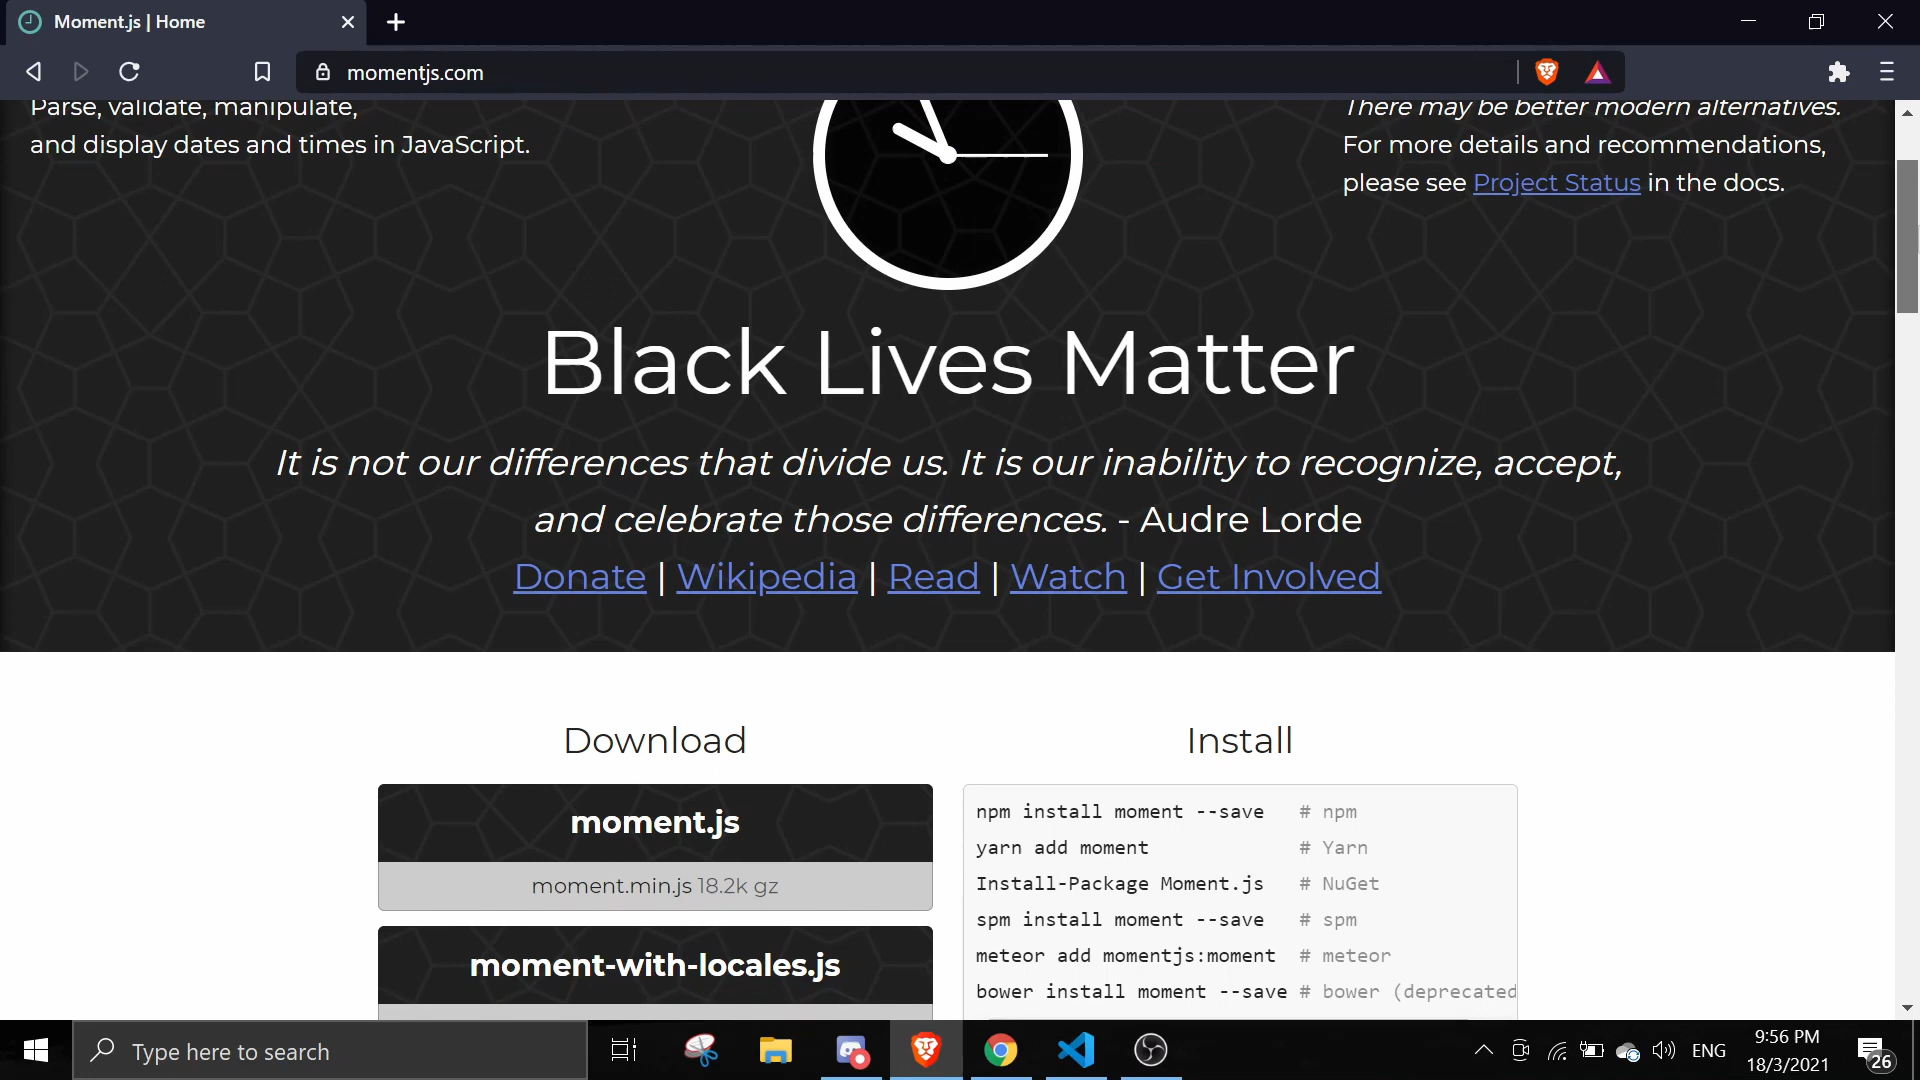 Moment.js | Home
momentjs.com
Parse, validate, manipulate,
and display dates and times in JavaScript.
There may be better modern alternatives.
For more details and recommendations,
please see Project Status in the docs.
Black Lives Matter
It is not our differences that divide us. It is our inability to recognize, accept,
and celebrate those differences. - Audre Lorde
Donate | Wikipedia | Read | Watch | Get Involved
Download
moment.js
moment.min.js 18.2k gz
moment-with-locales.js
Install
npm install moment --save # npm
yarn add moment # Yarn
Install-Package Moment.js # NuGet
spm install moment --save # spm
meteor add momentjs:moment # meteor
bower install moment --save # bower (deprecated
Type here to search
ENG
9:56 PM
18/3/2021
26